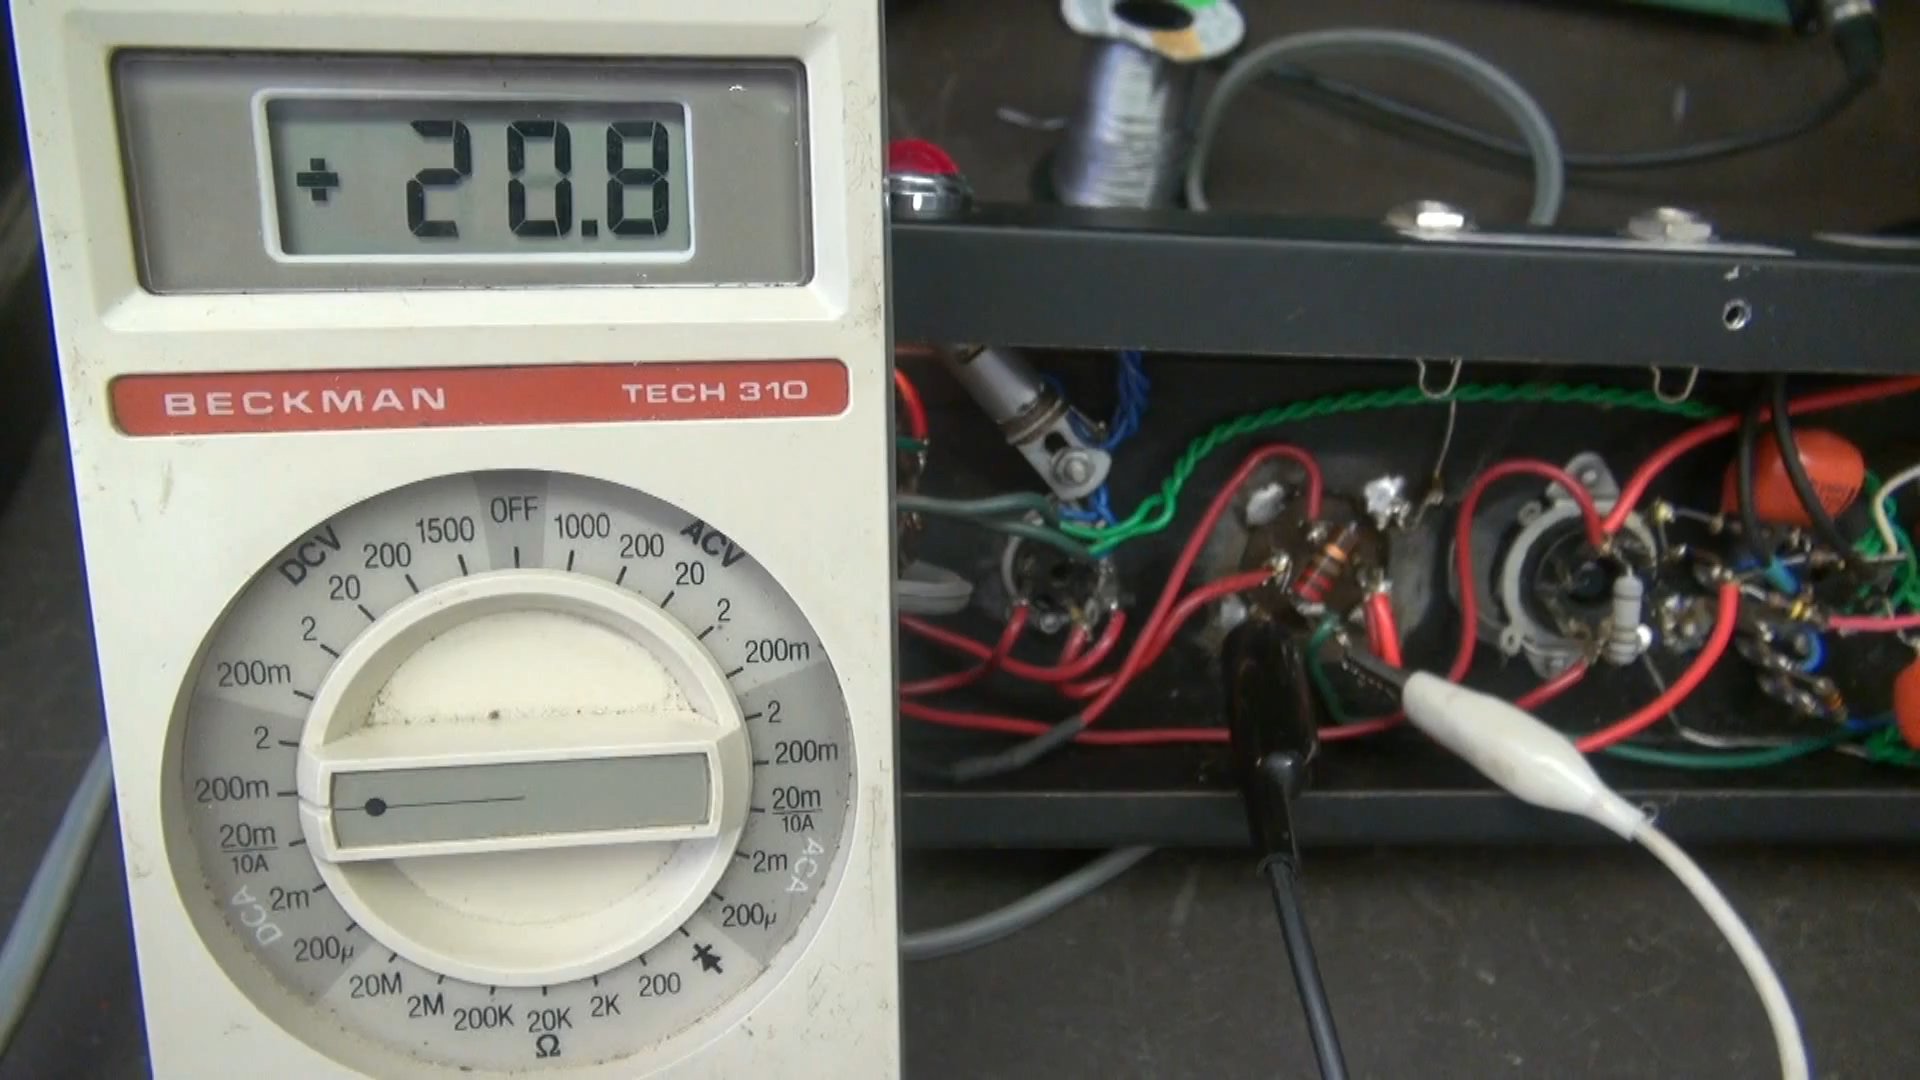 + 20.8
BECKMAN TECH 310
OFF
DCV 1500 1000 ACV
200 200
20 20
2 2
200m 200m
2 2
200m 200m
20m/10A 20m/10A
DCA 2m 2m ACA
200µ 200µ
20M 200
2M 2K
200K 20K
Ω